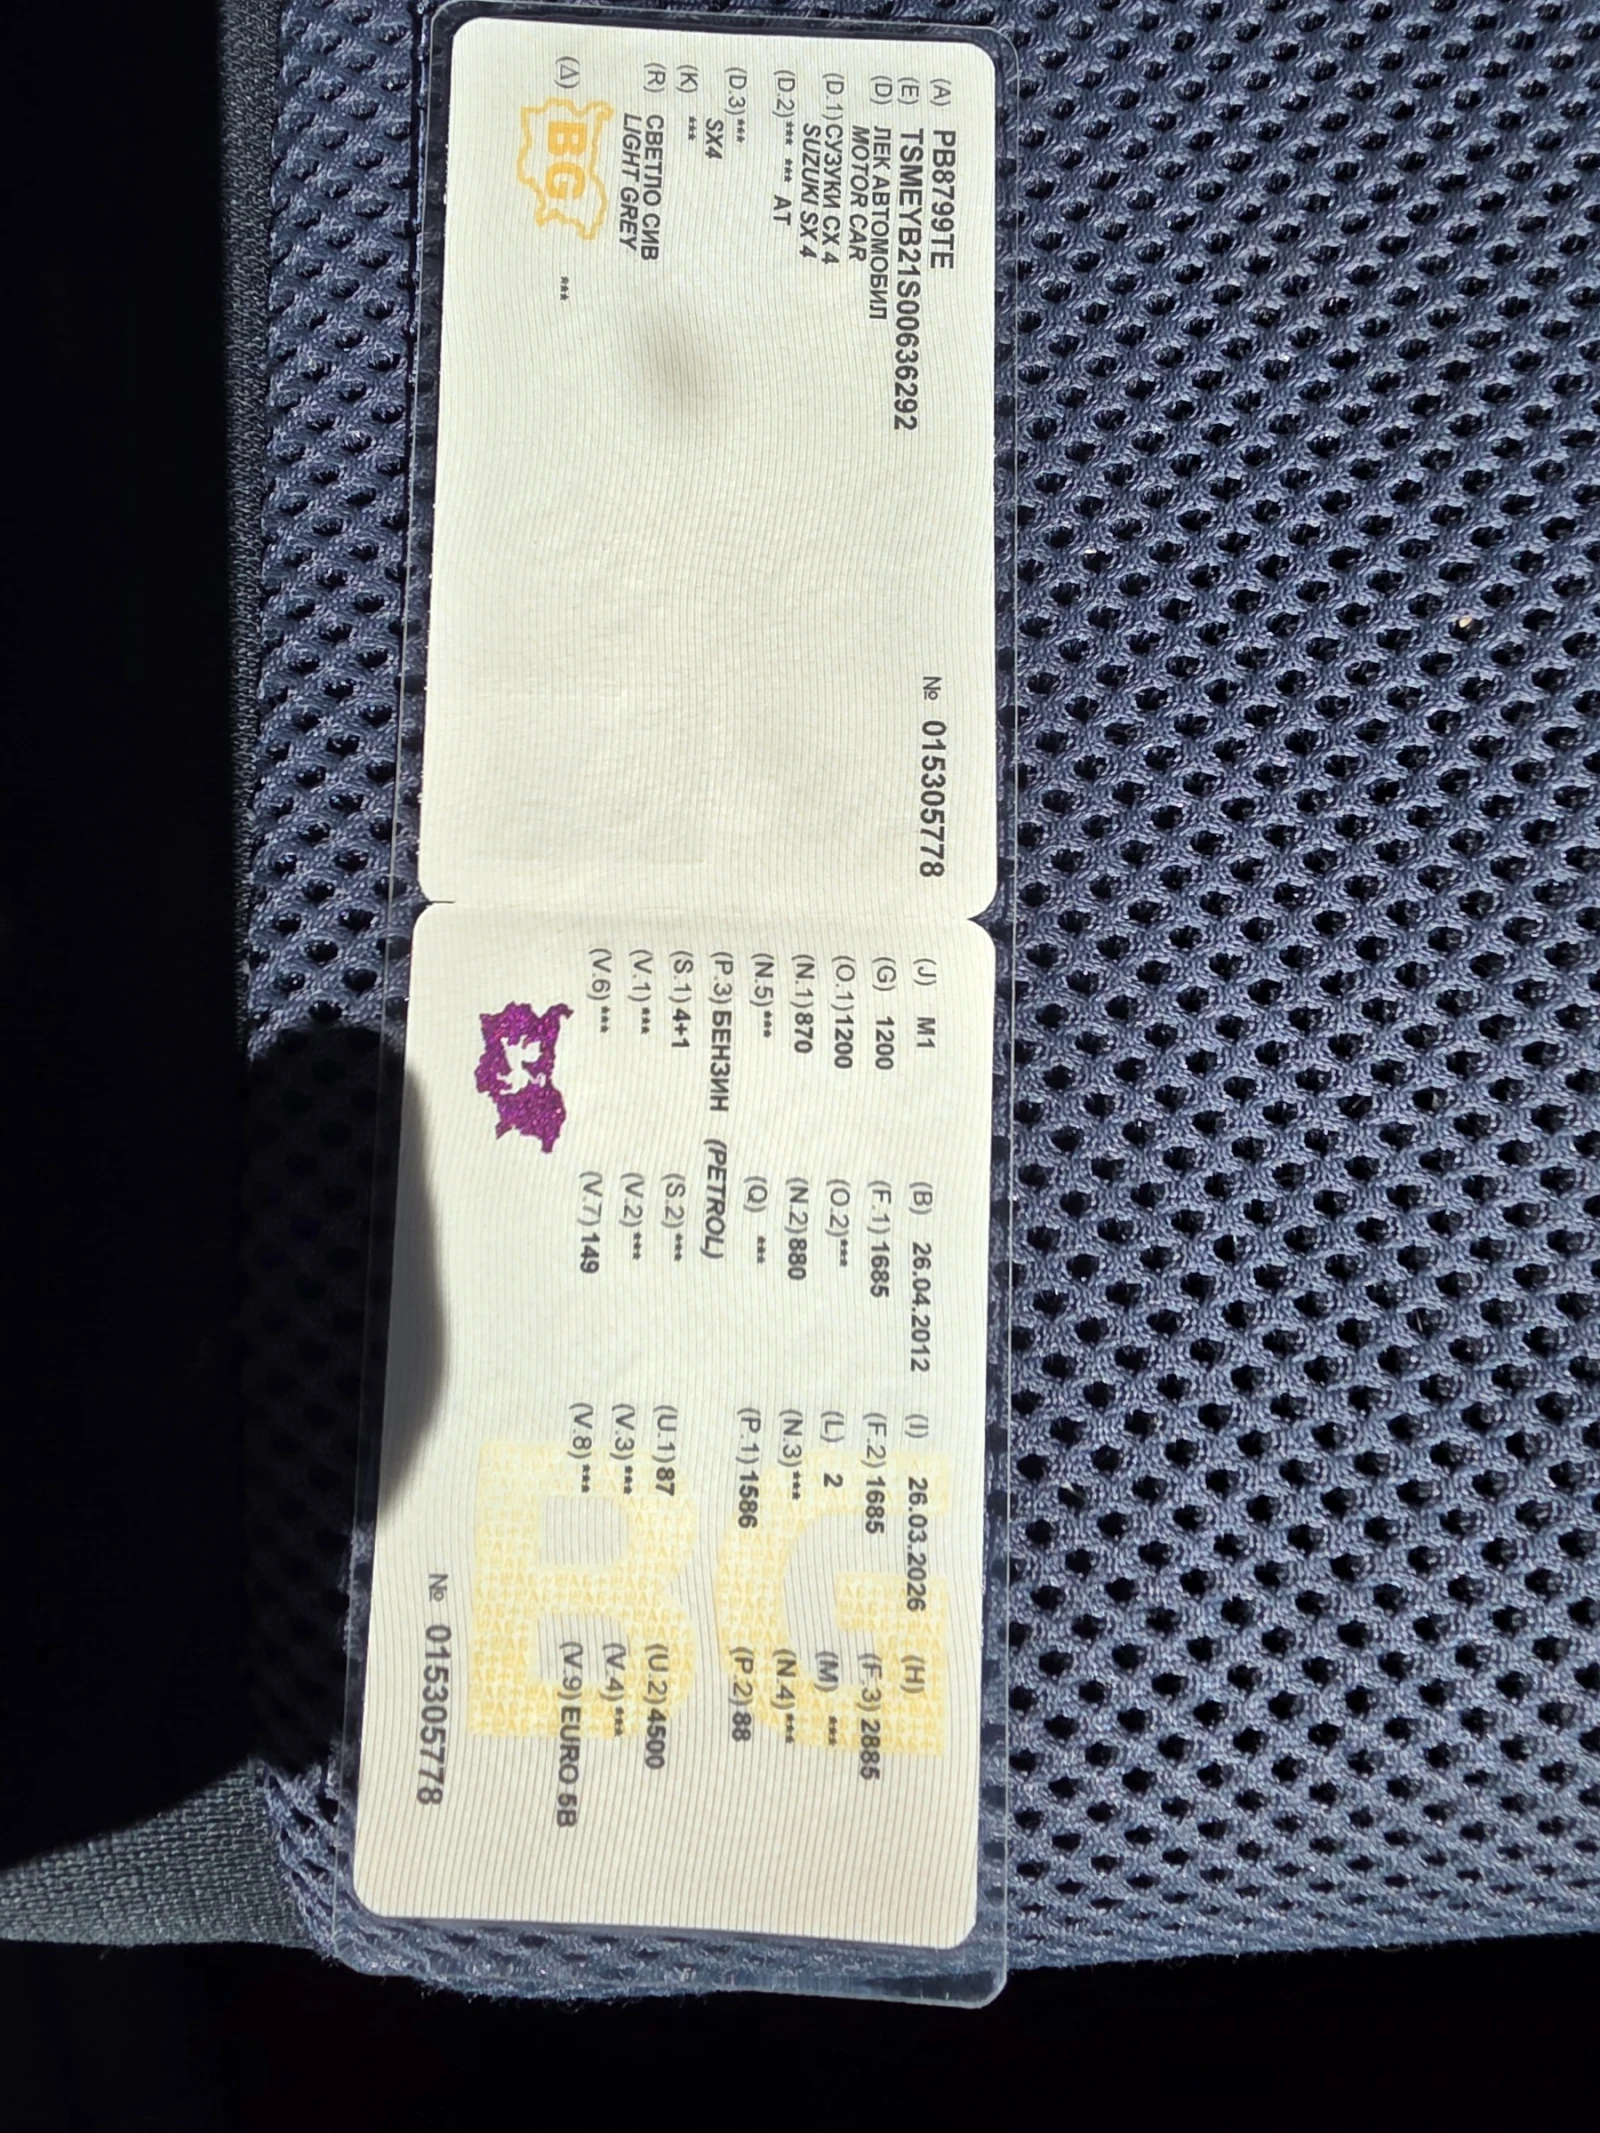 (A) PB8799TE № 015305778
(E) TSMEYB21S00636292
(D) ЛЕК АВТОМОБИЛ
MOTOR CAR
(D.1) СУЗУКИ СХ 4
SUZUKI SX 4
(D.2) *** *** AT
(D.3) ***
SX4
(K) ***
(R) СВЕТЛО СИВ
LIGHT GREY
(Δ) BG ***
(J) M1 (B) 26.04.2012 (I) 26.03.2026 (H)
(G) 1200 (F.1) 1685 (F.2) 1685 (F.3) 2885
(O.1) 1200 (O.2) *** (L) 2 (M) ***
(N.1) 870 (N.2) 880 (N.3) *** (N.4) ***
(N.5) *** (Q) *** (P.1) 1586 (P.2) 88
(P.3) БЕНЗИН (PETROL)
(S.1) 4+1 (S.2) *** (U.1) 87 (U.2) 4500
(V.1) *** (V.2) *** (V.3) *** (V.4) ***
(V.6) *** (V.7) 149 (V.8) *** (V.9) EURO 5B
BG
№ 015305778